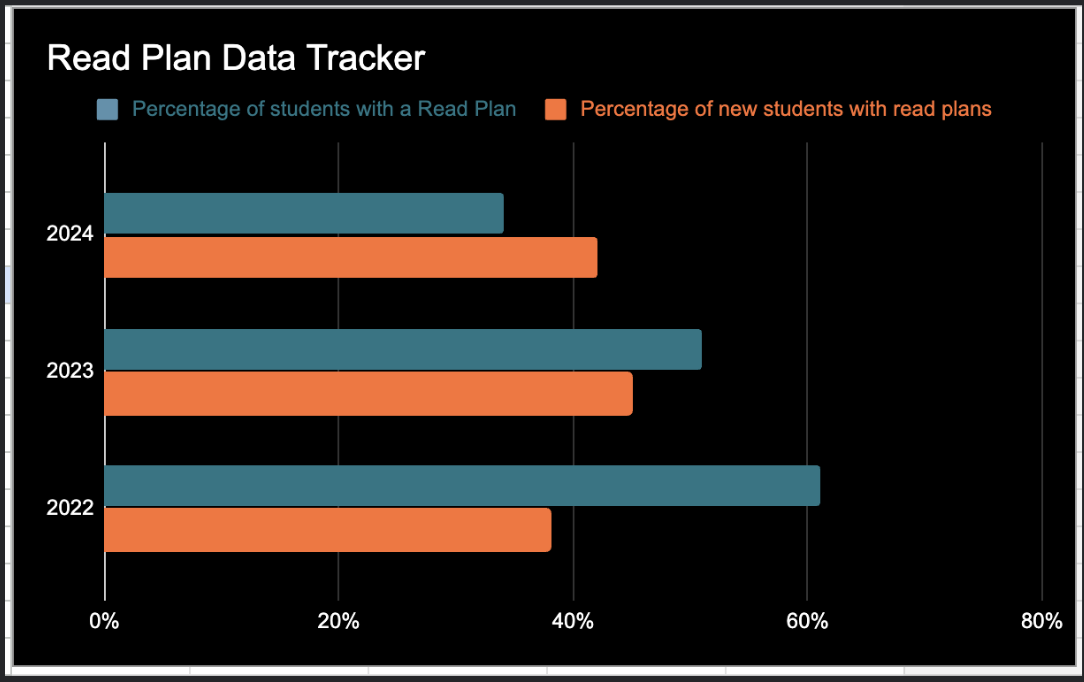 Read Plan Data Tracker
Percentage of students with a Read Plan Percentage of new students with read plans
2024
2023
2022
0% 20% 40% 60% 80%